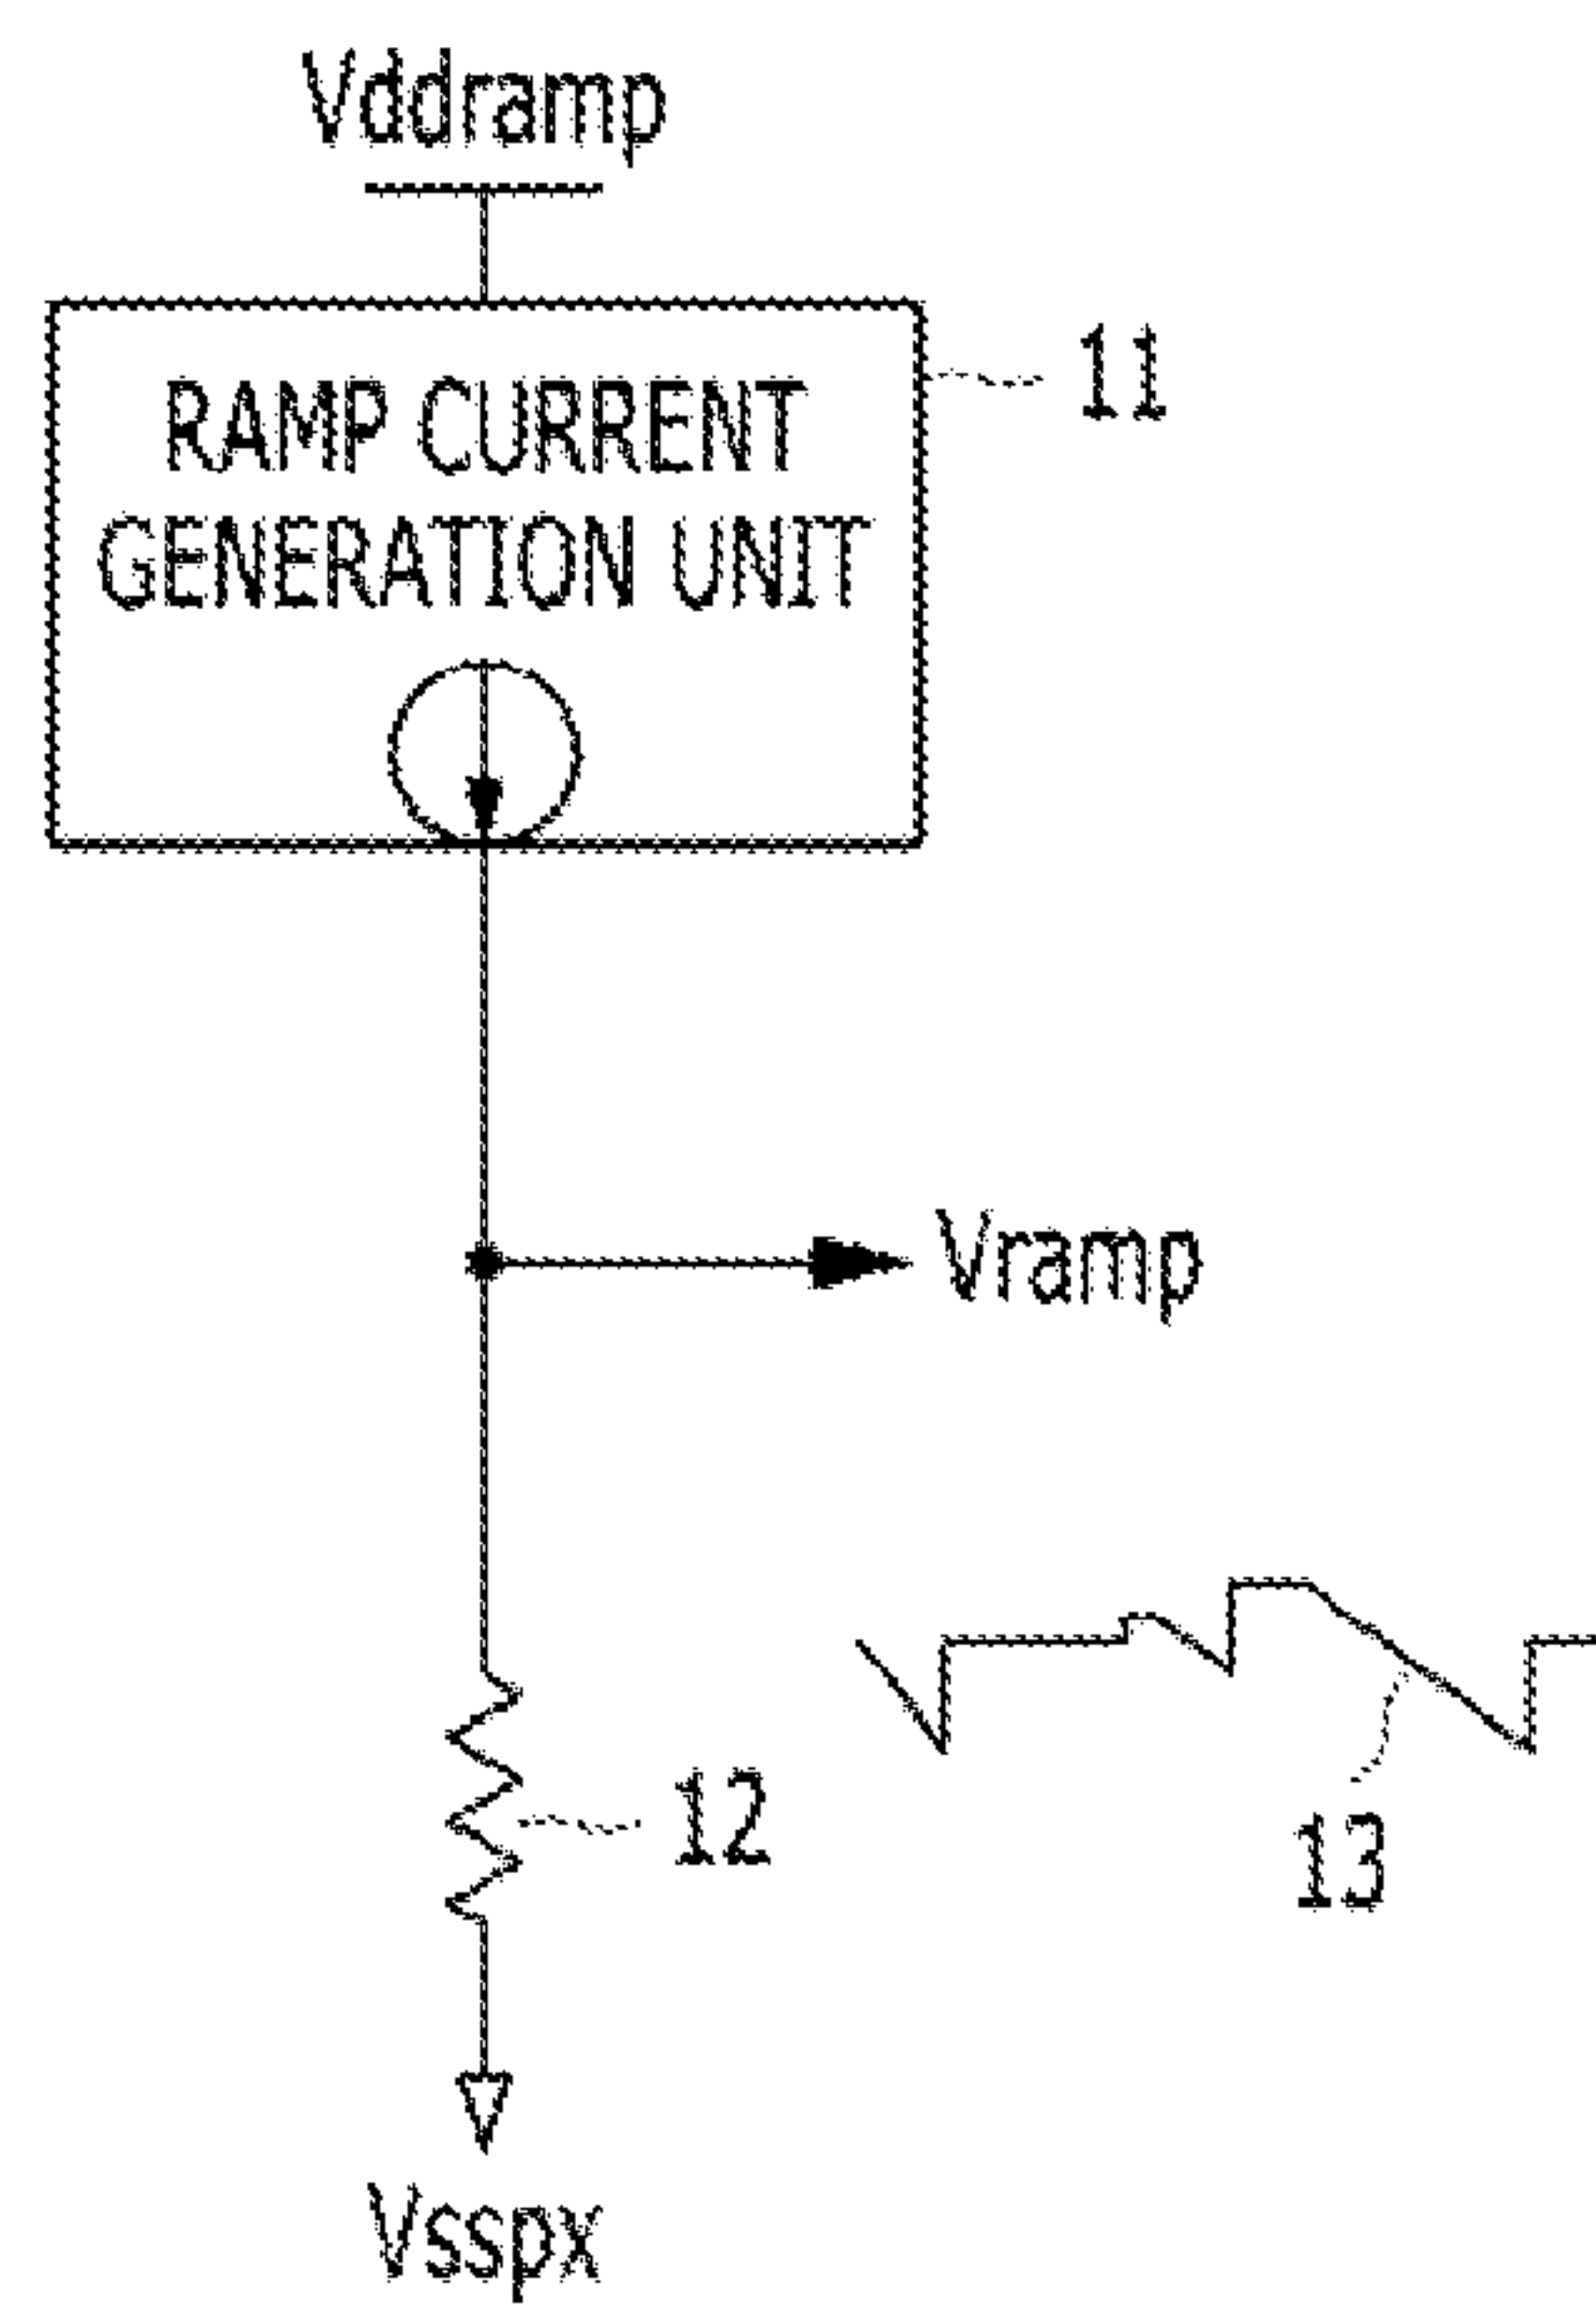 Vddramp
RAMP CURRENT
GENERATION UNIT
11
Vramp
12
13
Vsspx